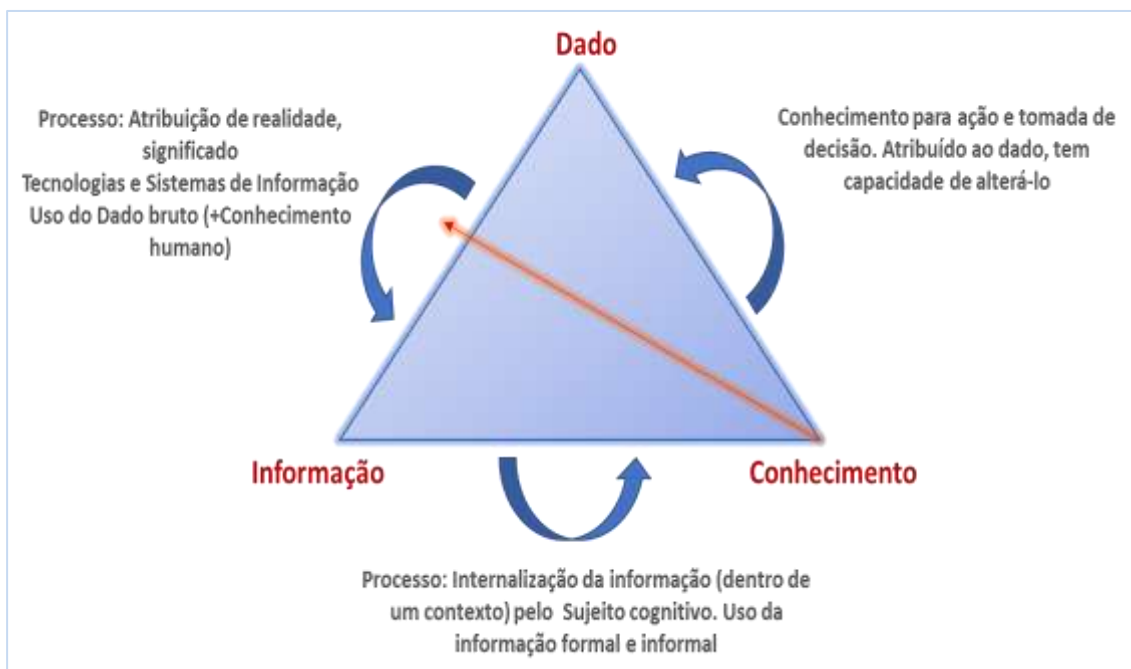 Dado
Processo: Atribuição de realidade,
significado
Tecnologias e Sistemas de Informação
Uso do Dado bruto (+Conhecimento
humano)
Conhecimento para ação e tomada de
decisão. Atribuído ao dado, tem
capacidade de alterá-lo
Informação
Conhecimento
Processo: Internalização da informação (dentro de
um contexto) pelo Sujeito cognitivo. Uso da
informação formal e informal